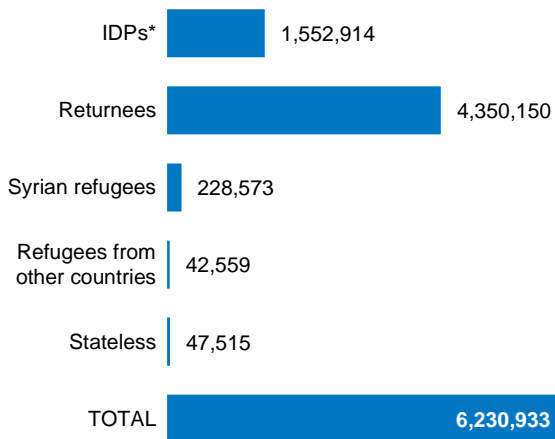 IDPs* 1,552,914
Returnees 4,350,150
Syrian refugees 228,573
Refugees from
other countries 42,559
Stateless 47,515
TOTAL 6,230,933